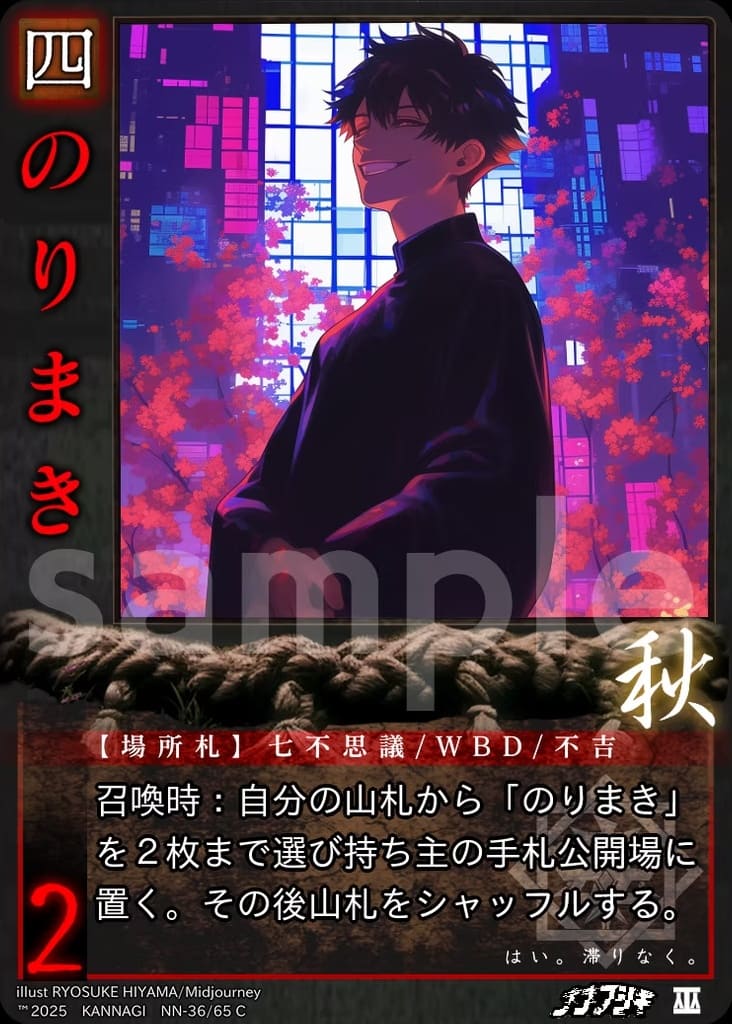 四
のりまき
sample
秋
【場所札】七不思議/WBD/不吉
召喚時：自分の山札から「のりまき」
を２枚まで選び持ち主の手札公開場に
置く。その後山札をシャッフルする。
2
はい。滞りなく。
illust RYOSUKE HIYAMA/Midjourney
™2025 KANNAGI NN-36/65 C